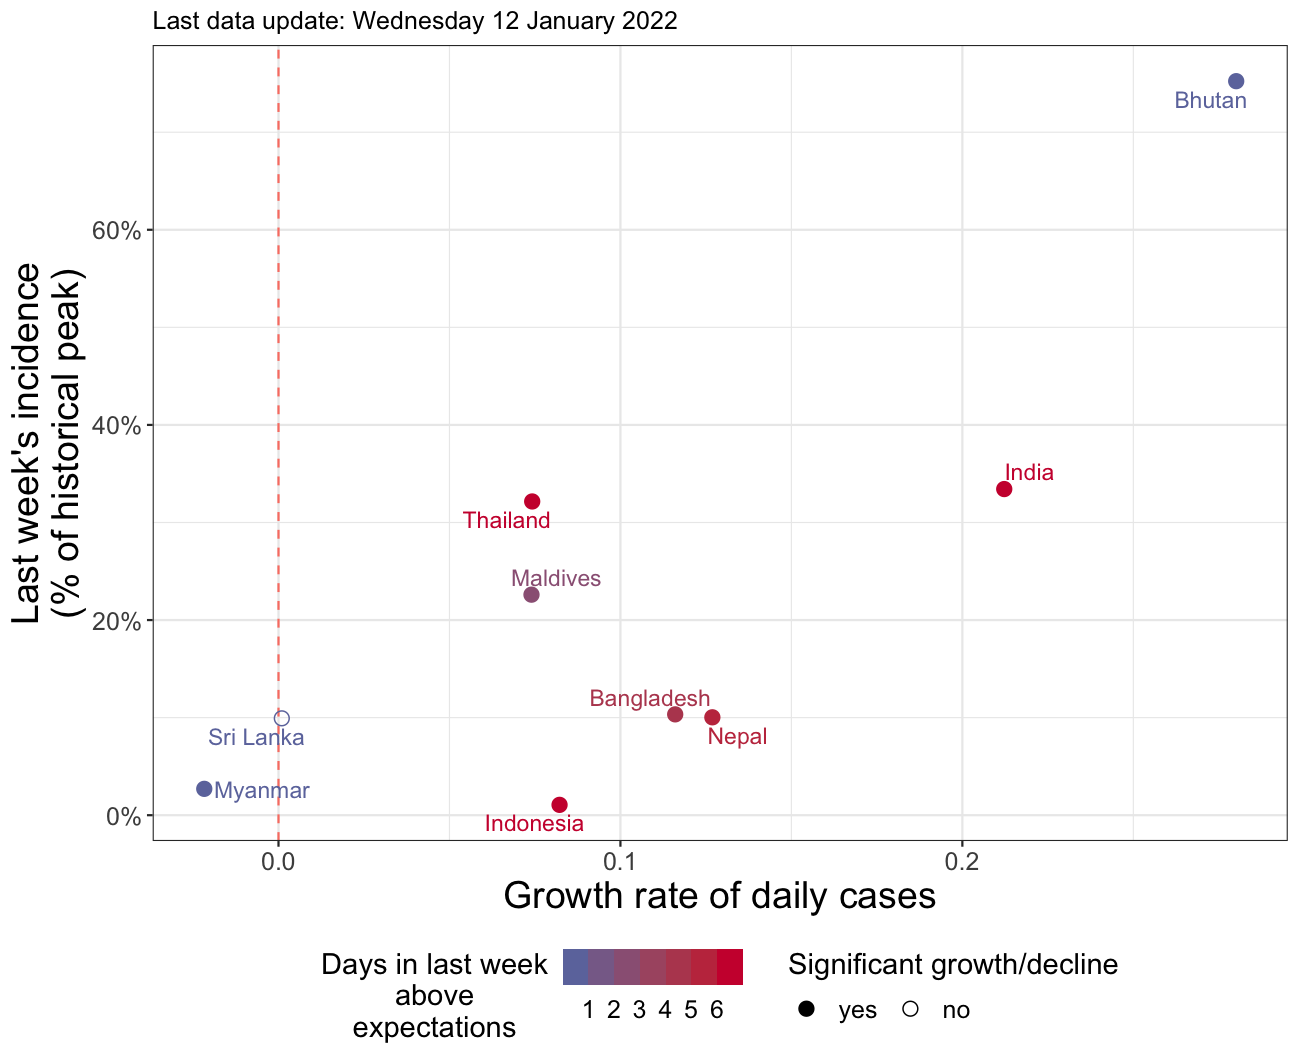 Last data update: Wednesday 12 January 2022
Last week's incidence
(% of historical peak)
60%
40%
20%
0%
Bhutan
India
Thailand
Maldives
Bangladesh
Nepal
Sri Lanka
Myanmar
Indonesia
0.0
0.1
0.2
Growth rate of daily cases
Days in last week
above
expectations
1 2 3 4 5 6
Significant growth/decline
yes no